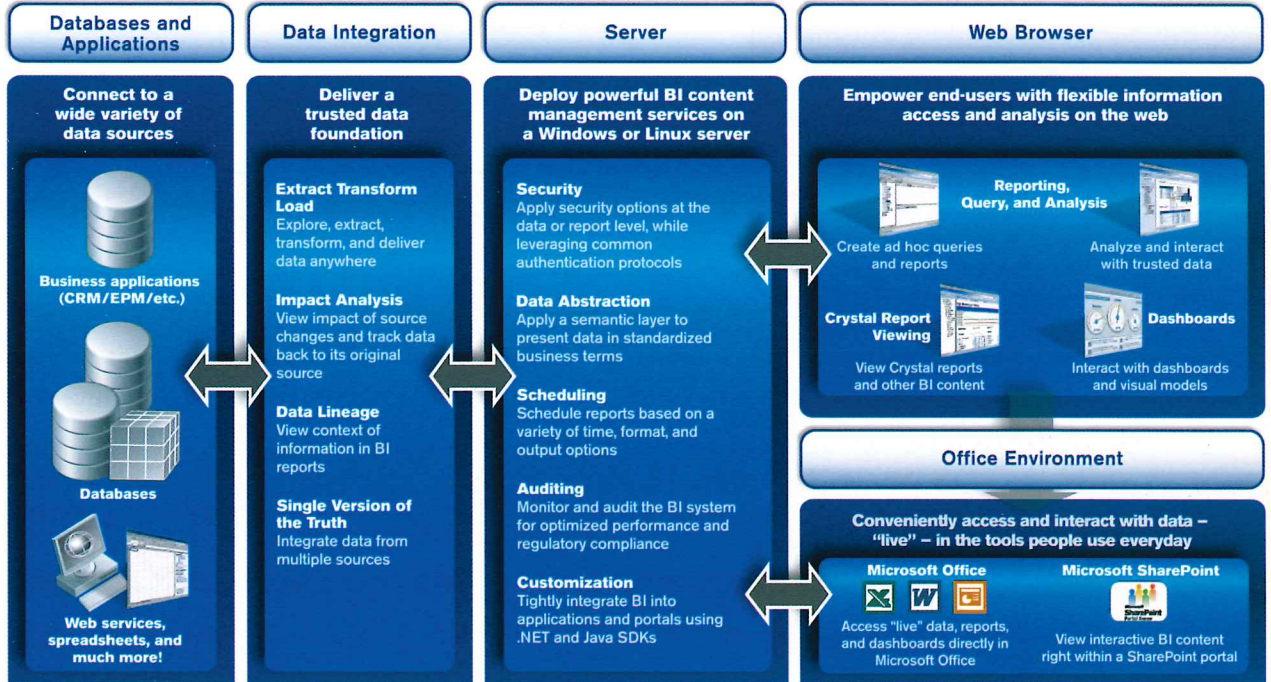 Databases and
Applications
Data Integration
Server
Web Browser
Connect to a
wide variety of
data sources
Business applications
(CRM/EPM/etc.)
Databases
Web services,
spreadsheets, and
much more!
Deliver a
trusted data
foundation
Extract Transform
Load
Explore, extract,
transform, and deliver
data anywhere
Impact Analysis
View impact of source
changes and track data
back to its original
source
Data Lineage
View context of
information in BI
reports
Single Version of
the Truth
Integrate data from
multiple sources
Deploy powerful BI content
management services on
a Windows or Linux server
Security
Apply security options at the
data or report level, while
leveraging common
authentication protocols
Data Abstraction
Apply a semantic layer to
present data in standardized
business terms
Scheduling
Schedule reports based on a
variety of time, format, and
output options
Auditing
Monitor and audit the BI system
for optimized performance and
regulatory compliance
Customization
Tightly integrate BI into
applications and portals using
.NET and Java SDKs
Empower end-users with flexible information
access and analysis on the web
Reporting,
Query, and Analysis
Create ad hoc queries
and reports
Analyze and interact
with trusted data
Crystal Report
Viewing
View Crystal reports
and other BI content
Dashboards
Interact with dashboards
and visual models
Office Environment
Conveniently access and interact with data –
“live” – in the tools people use everyday
Microsoft Office
Access “live” data, reports,
and dashboards directly in
Microsoft Office
Microsoft SharePoint
Microsoft
SharePoint
Portal Server
View interactive BI content
right within a SharePoint portal